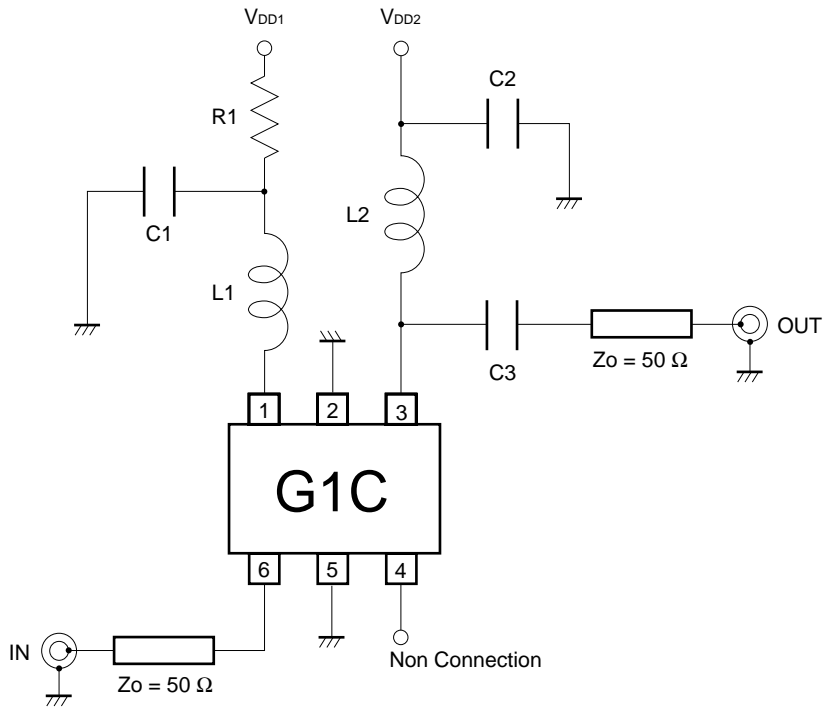 VDD1
VDD2
C2
R1
C1
L2
L1
C3
Zo = 50 Ω
OUT
1
2
3
G1C
6
5
4
IN
Zo = 50 Ω
Non Connection